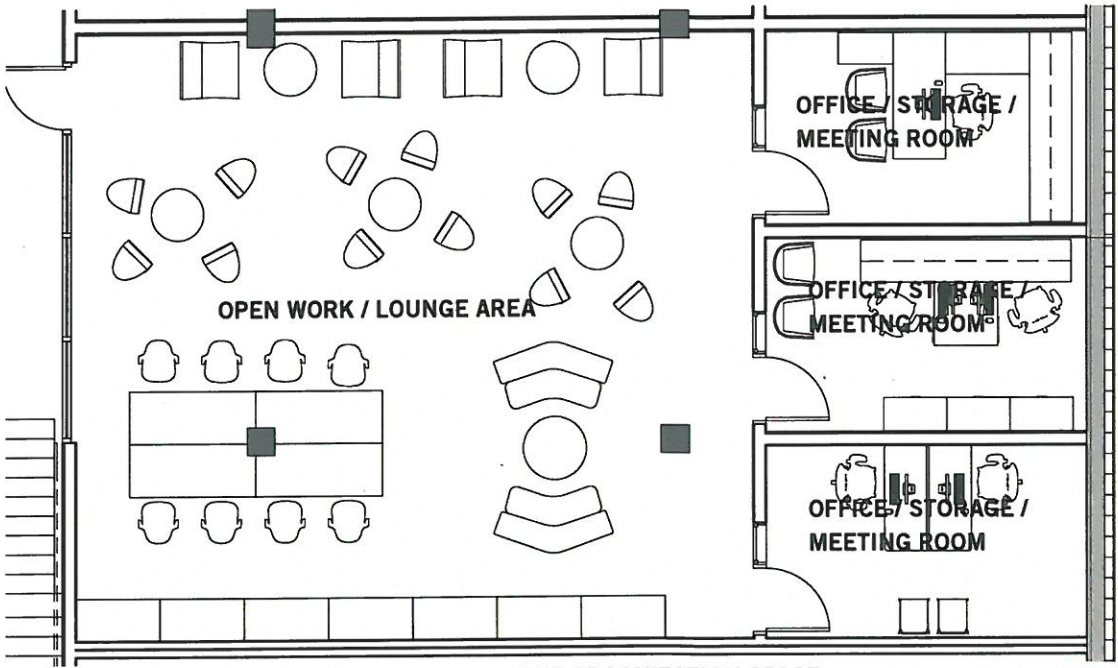 OFFICE / STORAGE /
MEETING ROOM
OPEN WORK / LOUNGE AREA
OFFICE / STORAGE /
MEETING ROOM
OFFICE / STORAGE /
MEETING ROOM